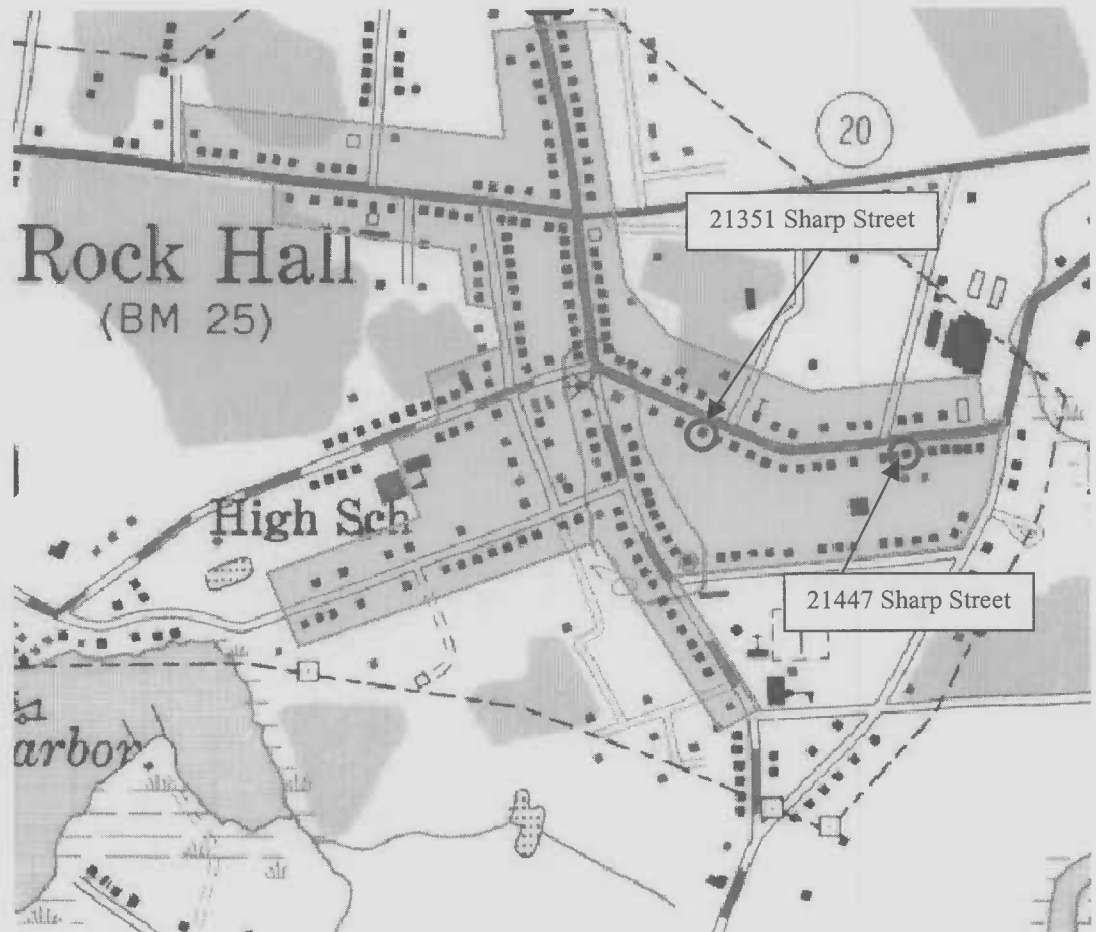 20
21351 Sharp Street
Rock Hall
(BM 25)
High Sch
21447 Sharp Street
arbor